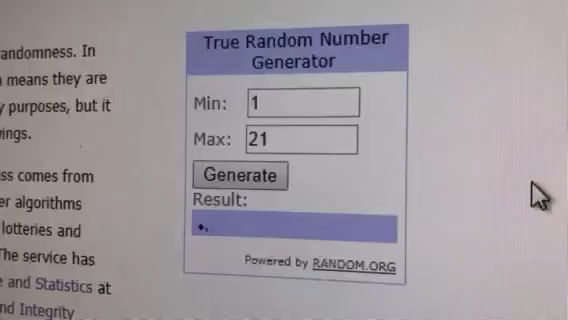 andomness. In
means they are
purposes, but it
ings.
ss comes from
er algorithms
lotteries and
The service has
and Statistics at
nd Integrity
True Random Number
Generator
Min: 1
Max: 21
Generate
Result:
Powered by RANDOM.ORG